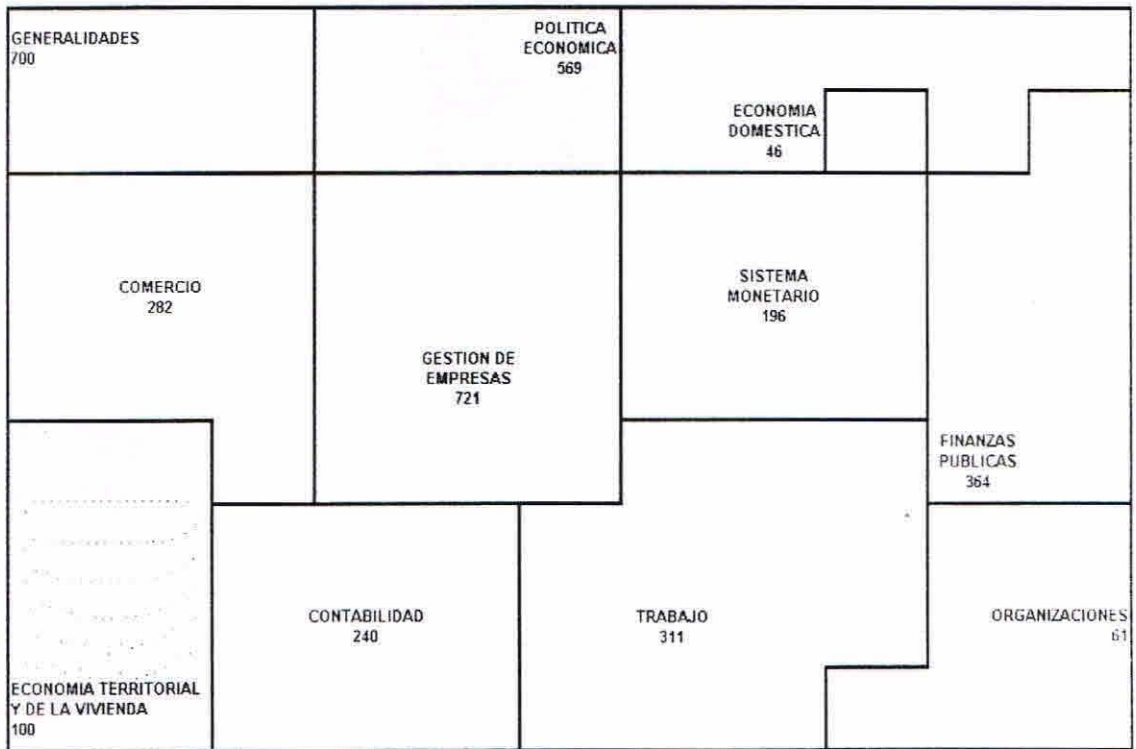 GENERALIDADES
700
POLITICA
ECONOMICA
569
ECONOMIA
DOMESTICA
46
COMERCIO
282
SISTEMA
MONETARIO
196
GESTION DE
EMPRESAS
721
FINANZAS
PUBLICAS
364
CONTABILIDAD
240
TRABAJO
311
ORGANIZACIONES
61
ECONOMIA TERRITORIAL
Y DE LA VIVIENDA
100